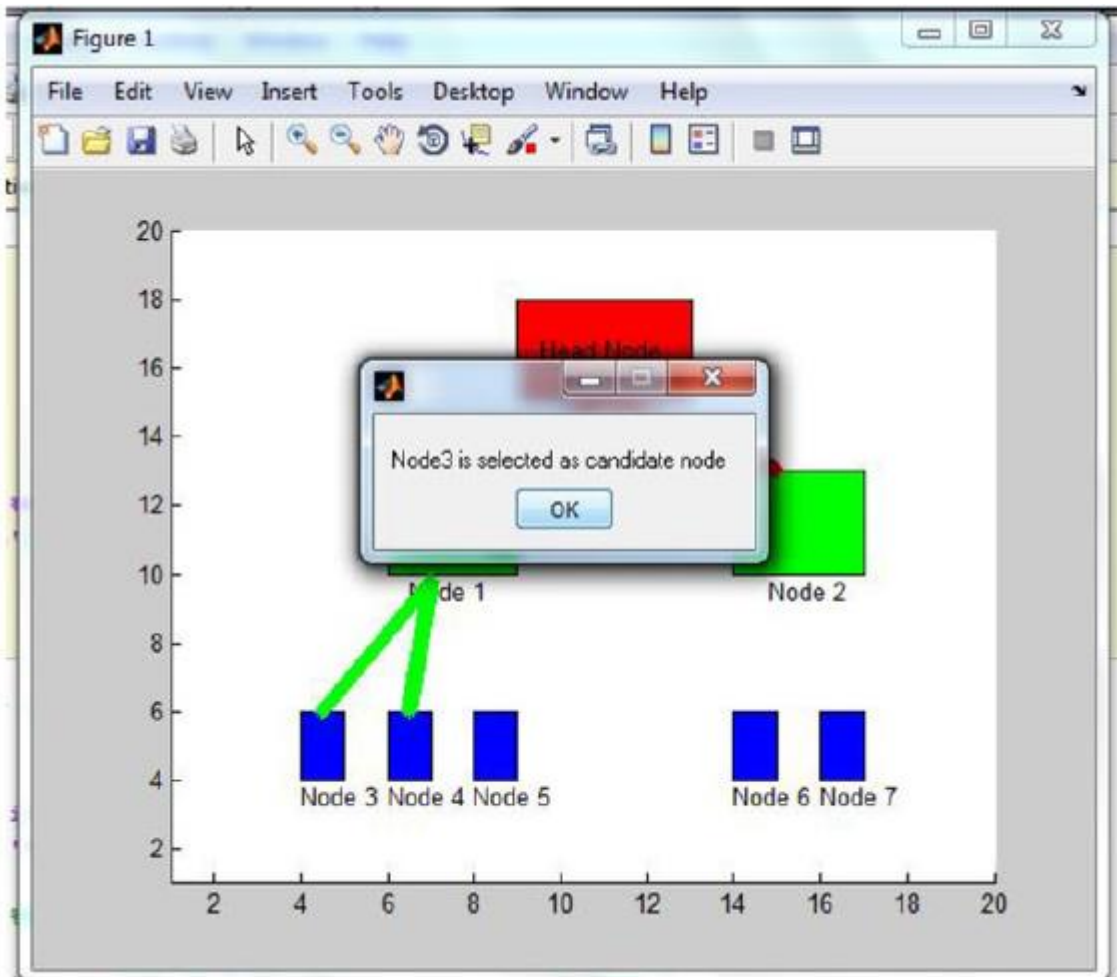 Figure 1
File Edit View Insert Tools Desktop Window Help
20
18
Head Node
16
14
Node3 is selected as candidate node
12
OK
10
Node 1 Node 2
8
6
4
Node 3 Node 4 Node 5 Node 6 Node 7
2
2 4 6 8 10 12 14 16 18 20